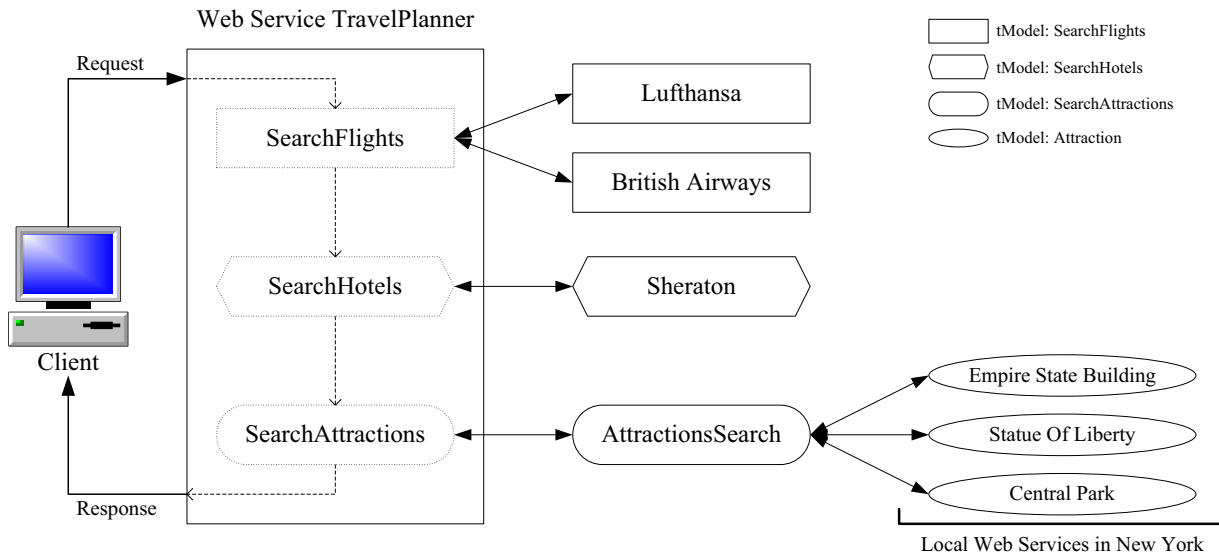 Web Service TravelPlanner
Request
SearchFlights
SearchHotels
SearchAttractions
Client
Response
Lufthansa
British Airways
Sheraton
AttractionsSearch
tModel: SearchFlights
tModel: SearchHotels
tModel: SearchAttractions
tModel: Attraction
Empire State Building
Statue Of Liberty
Central Park
Local Web Services in New York